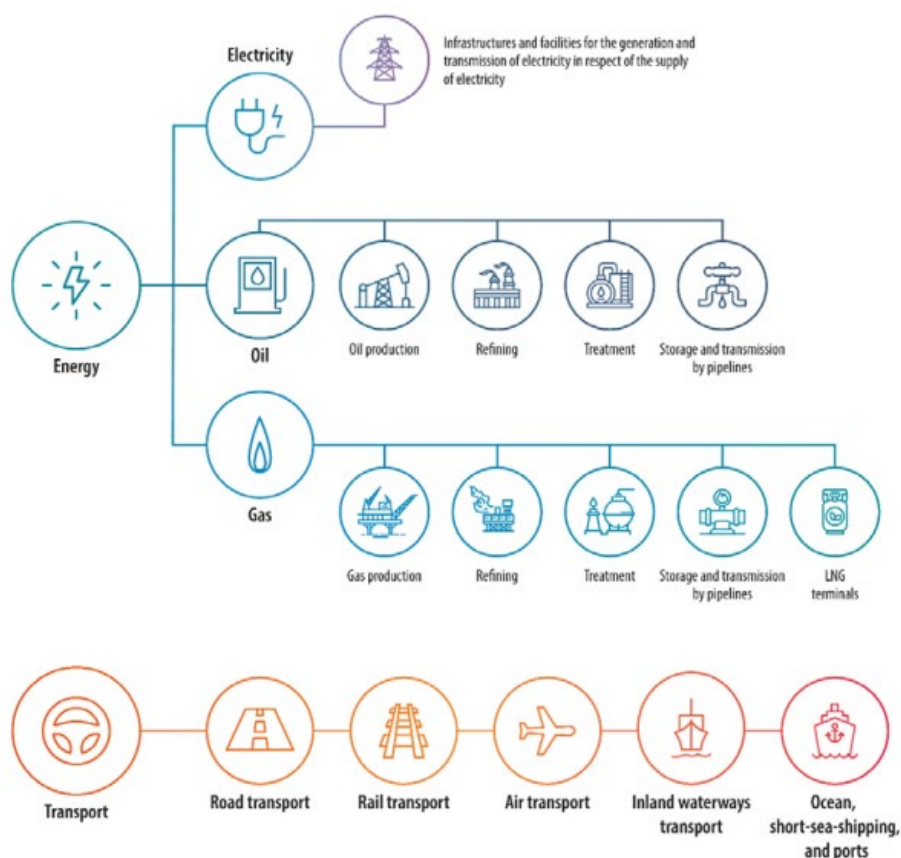 Electricity
Infrastructures and facilities for the generation and
transmission of electricity in respect of the supply
of electricity
Energy
Oil
Oil production
Refining
Treatment
Storage and transmission
by pipelines
Gas
Gas production
Refining
Treatment
Storage and transmission
by pipelines
LNG
terminals
Transport
Road transport
Rail transport
Air transport
Inland waterways
transport
Ocean,
short-sea-shipping,
and ports